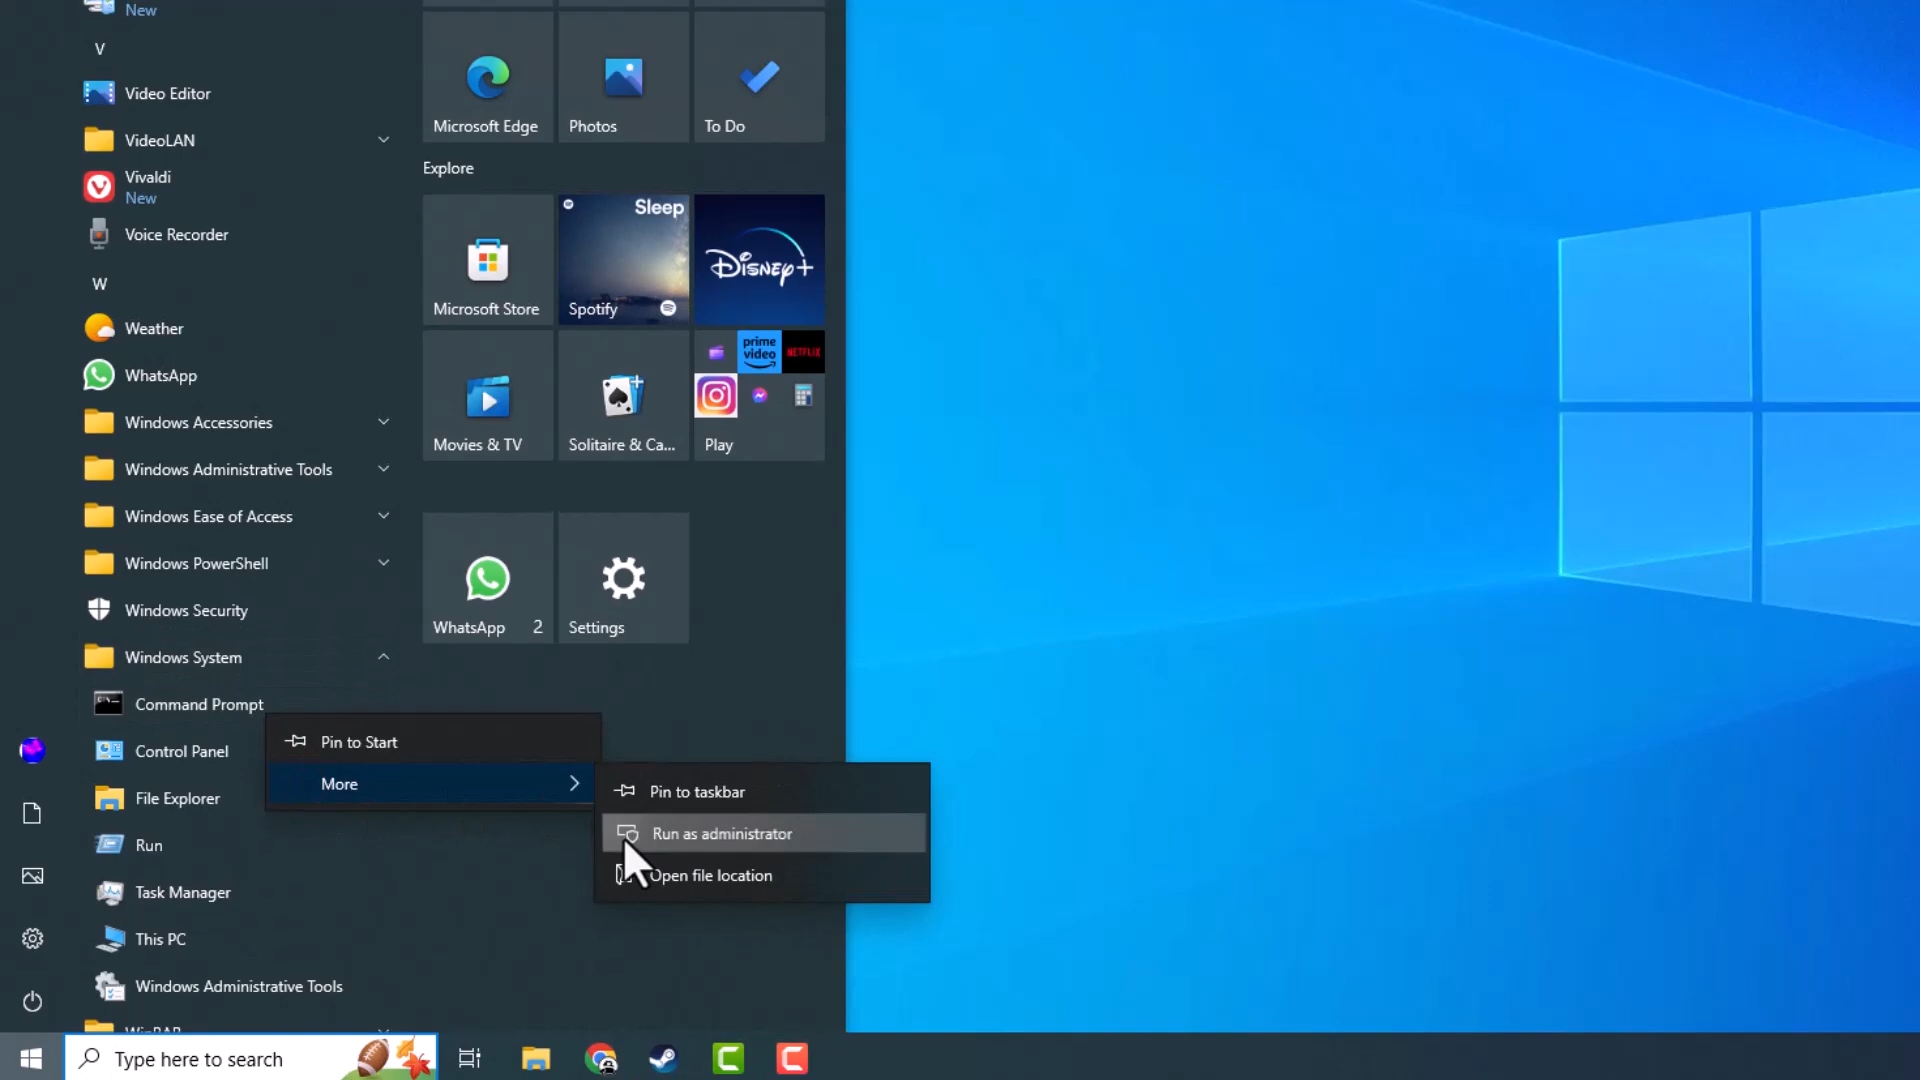 New
V
Video Editor
VideoLAN
Vivaldi
New
Voice Recorder
W
Weather
WhatsApp
Windows Accessories
Windows Administrative Tools
Windows Ease of Access
Windows PowerShell
Windows Security
Windows System
Command Prompt
Control Panel
File Explorer
Run
Task Manager
This PC
Windows Administrative Tools
WinRAR
Microsoft Edge
Photos
To Do
Explore
Microsoft Store
Sleep
Spotify
Disney+
Movies & TV
Solitaire & Ca...
prime video
NETFLIX
Play
WhatsApp 2
Settings
Pin to Start
More
Pin to taskbar
Run as administrator
Open file location
Type here to search